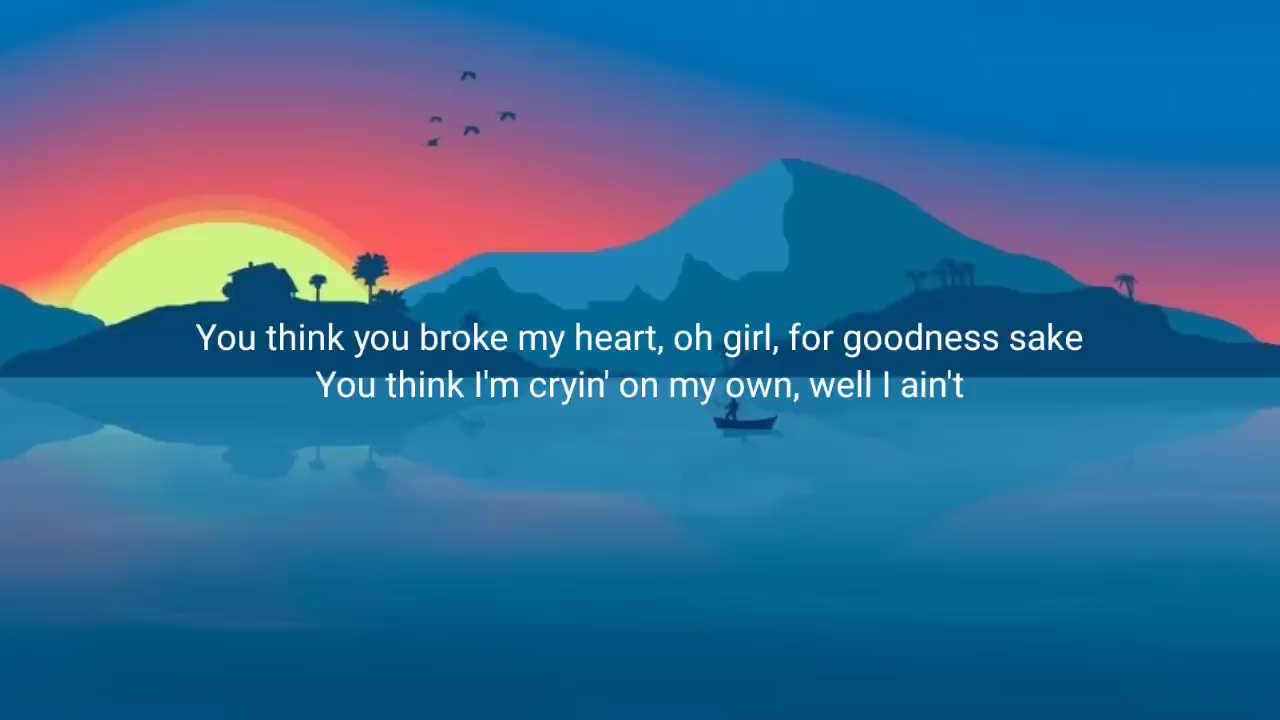 You think you broke my heart, oh girl, for goodness sake
You think I'm cryin' on my own, well I ain't